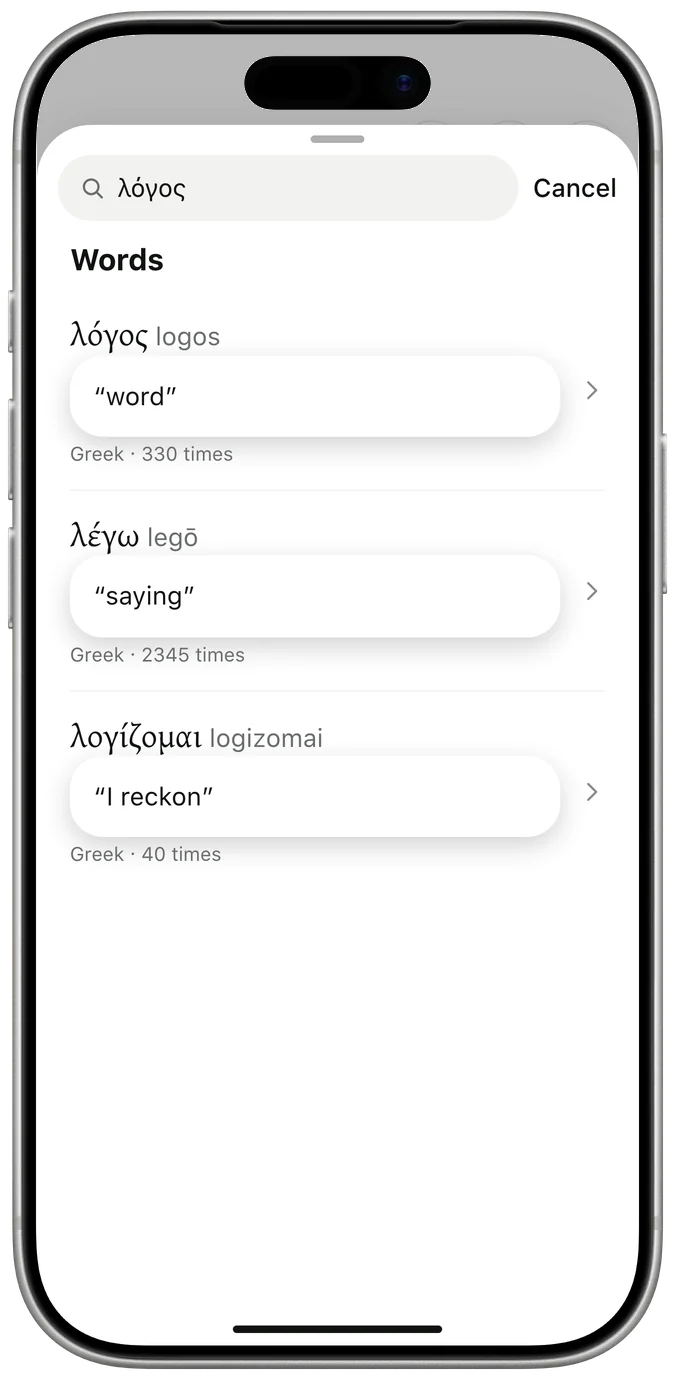 λόγος
Cancel
Words
λόγος logos
“word”
Greek · 330 times
λέγω legō
“saying”
Greek · 2345 times
λογίζομαι logizomai
“I reckon”
Greek · 40 times